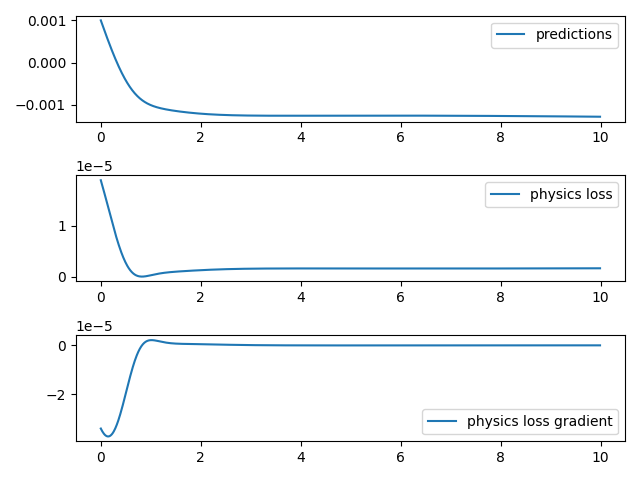 0.001
0.000
−0.001
predictions
0 2 4 6 8 10
1e−5
1
0
physics loss
0 2 4 6 8 10
1e−5
0
−2
physics loss gradient
0 2 4 6 8 10